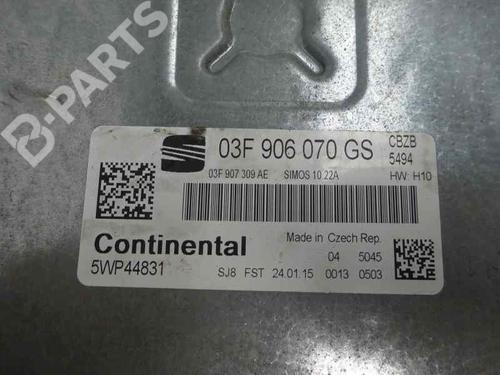 B-PARTS
03F 906 070 GS
CBZB
5494
03F 907 309 AE SIMOS 10.22A HW: H10
Continental
Made in Czech Rep.
04 5045
5WP44831 SJ8 FST 24.01.15 0013 0503